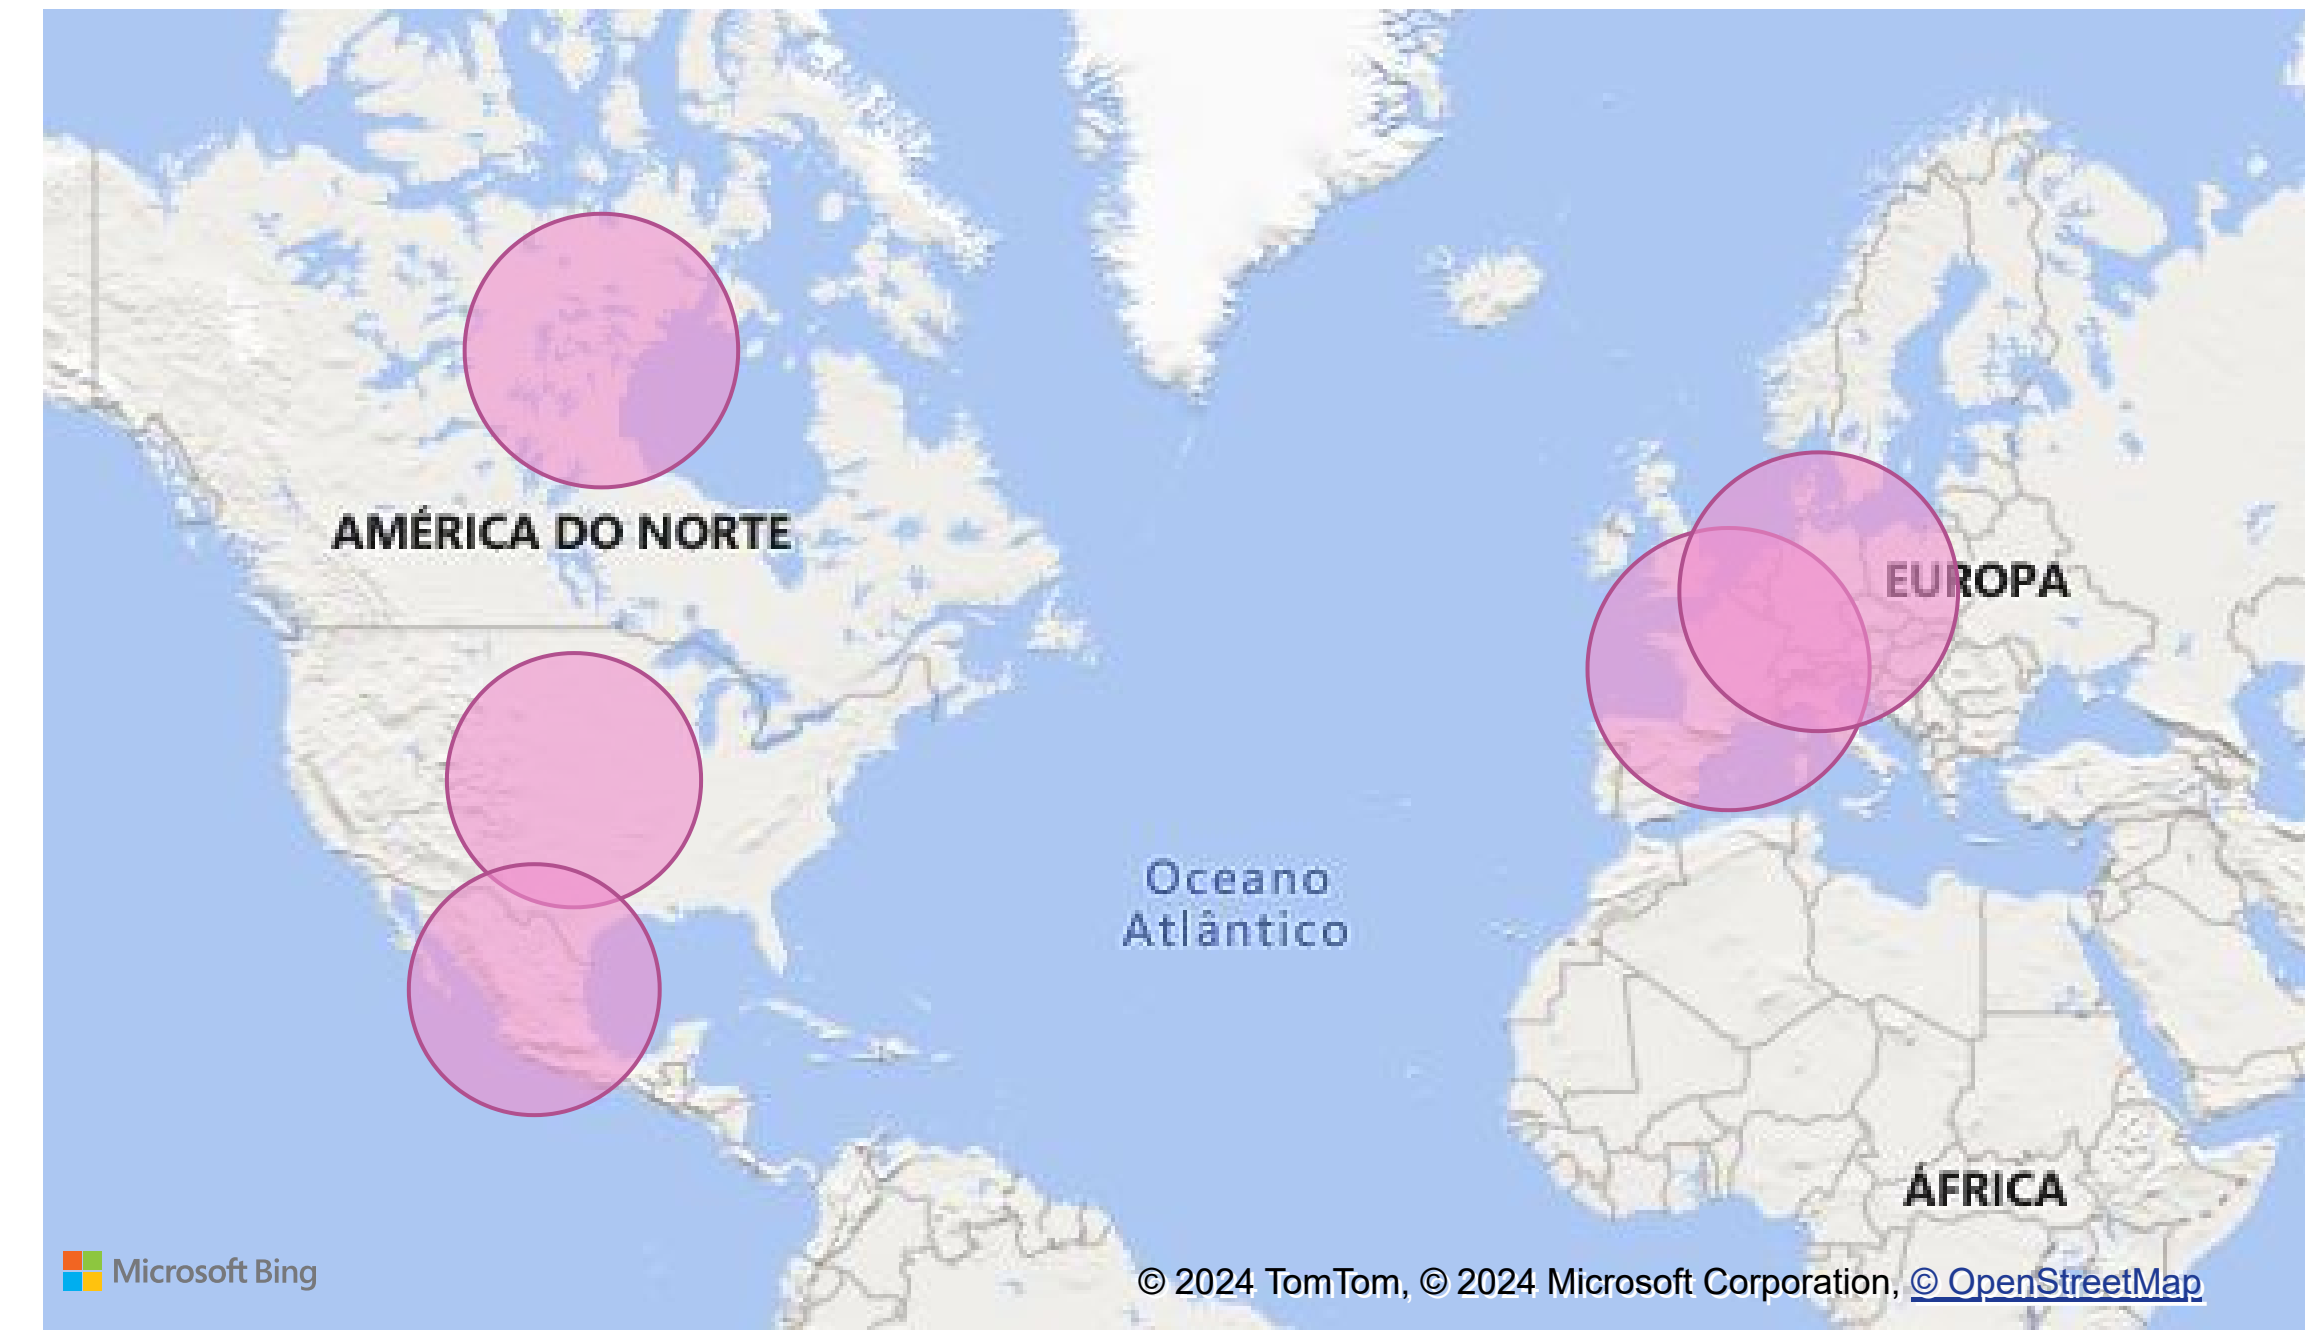 AMÉRICA DO NORTE
EUROPA
Oceano
Atlântico
ÁFRICA
Microsoft Bing
© 2024 TomTom, © 2024 Microsoft Corporation, © OpenStreetMap